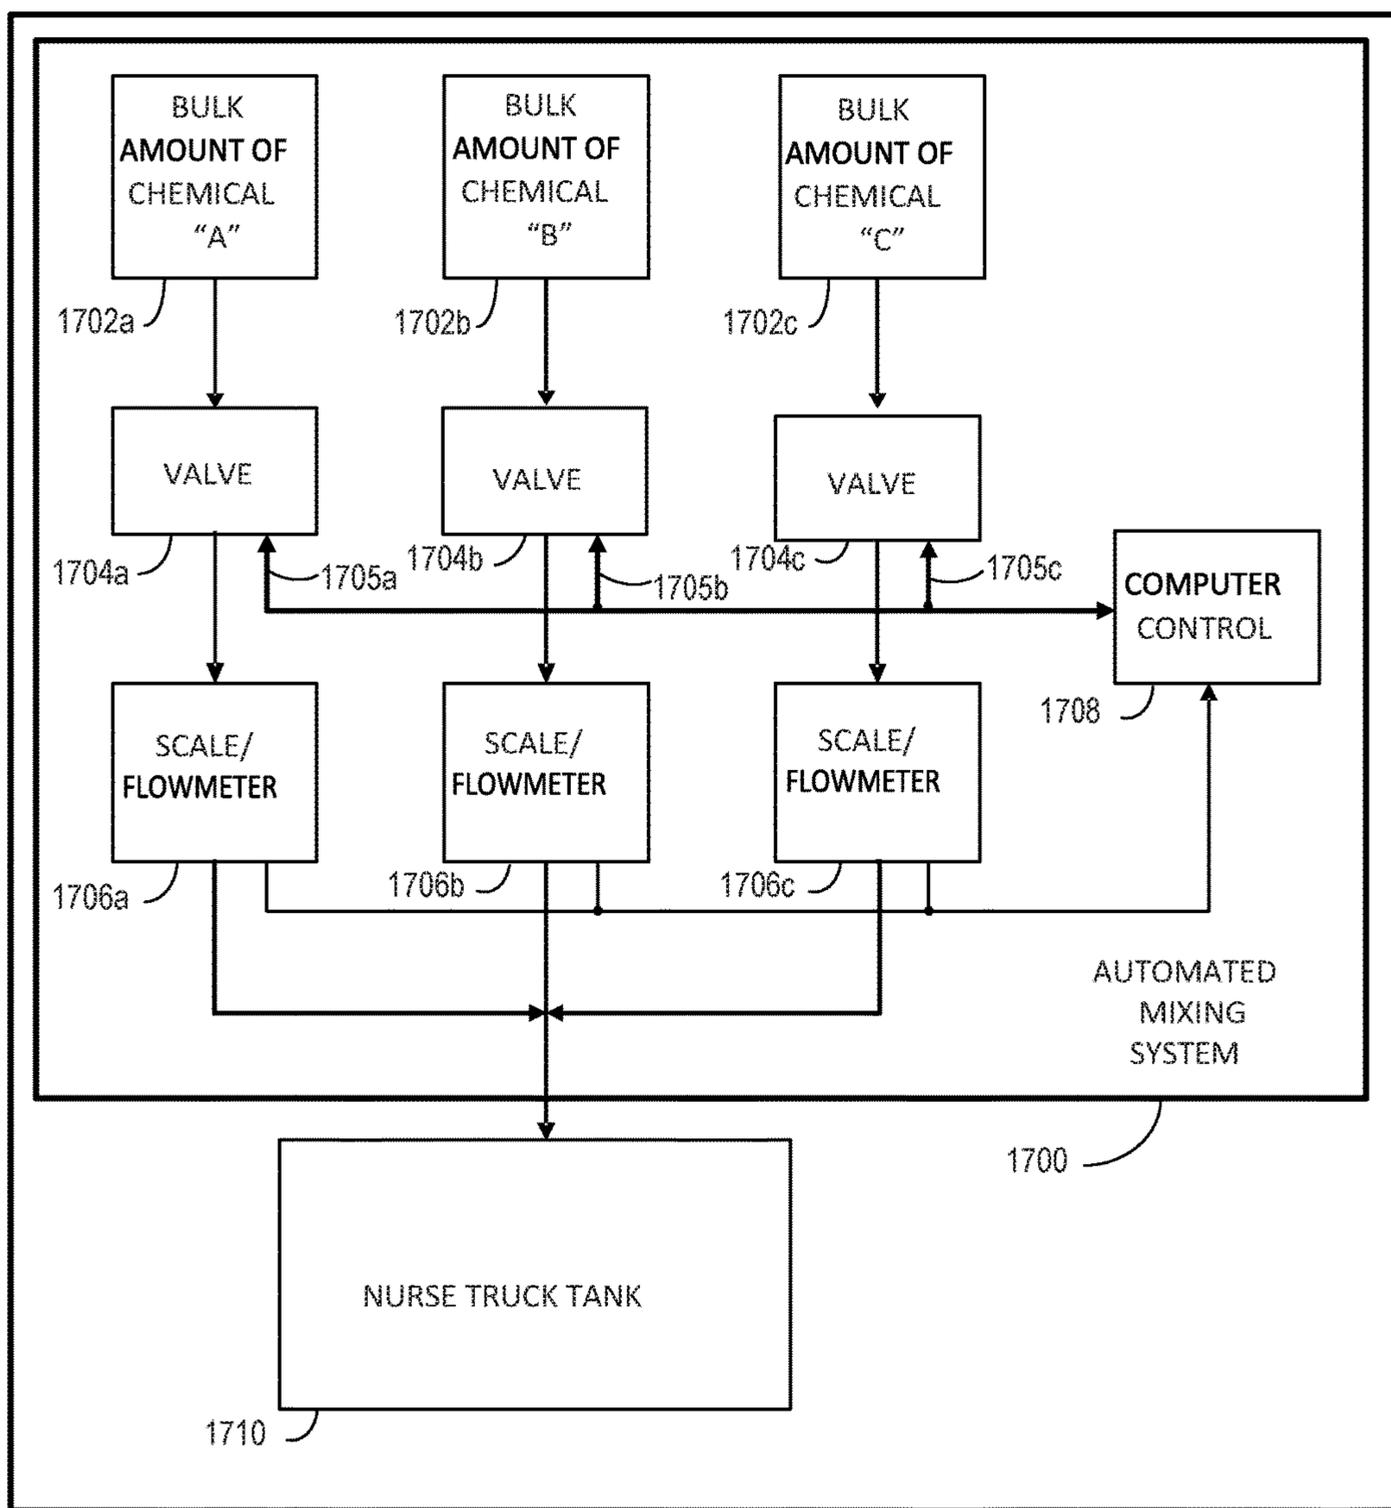 BULK
AMOUNT OF
CHEMICAL
“A”
BULK
AMOUNT OF
CHEMICAL
“B”
BULK
AMOUNT OF
CHEMICAL
“C”
1702a
1702b
1702c
VALVE
VALVE
VALVE
1704a
1705a
1704b
1705b
1704c
1705c
COMPUTER
CONTROL
1708
SCALE/
FLOWMETER
SCALE/
FLOWMETER
SCALE/
FLOWMETER
1706a
1706b
1706c
AUTOMATED
MIXING
SYSTEM
1700
NURSE TRUCK TANK
1710